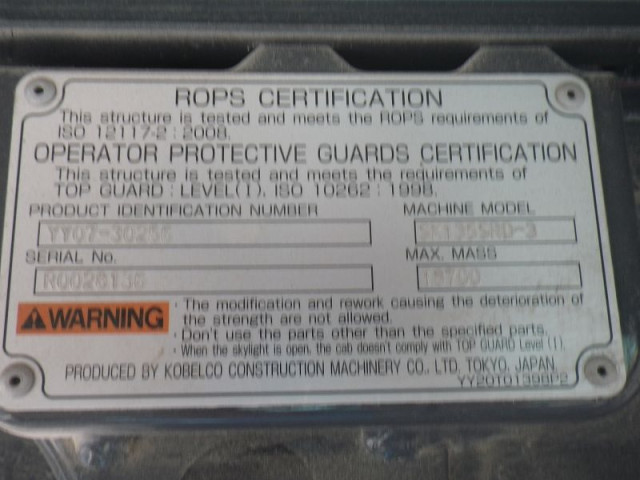 ROPS CERTIFICATION
This structure is tested and meets the ROPS requirements of
ISO 12117-2 : 2008.
OPERATOR PROTECTIVE GUARDS CERTIFICATION
This structure is tested and meets the requirements of
TOP GUARD : LEVEL(I), ISO 10262 : 1998.
PRODUCT IDENTIFICATION NUMBER
MACHINE MODEL
SERIAL No.
MAX. MASS
WARNING
· The modification and rework causing the deterioration of
the strength are not allowed.
· Don't use the parts other than the specified parts.
· When the skylight is open, the cab doesn't comply with TOP GUARD Level (I).
PRODUCED BY KOBELCO CONSTRUCTION MACHINERY CO., LTD. TOKYO, JAPAN.
YY20T01398P2